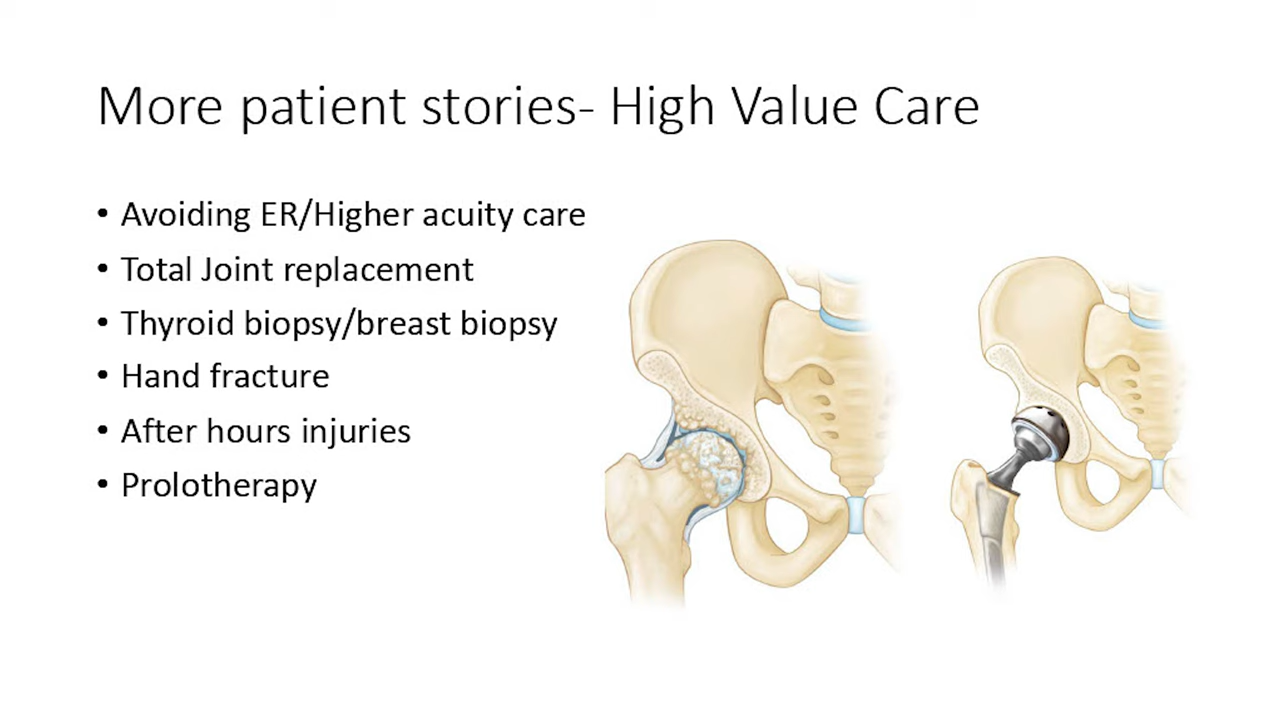 More patient stories- High Value Care
• Avoiding ER/Higher acuity care
• Total Joint replacement
• Thyroid biopsy/breast biopsy
• Hand fracture
• After hours injuries
• Prolotherapy